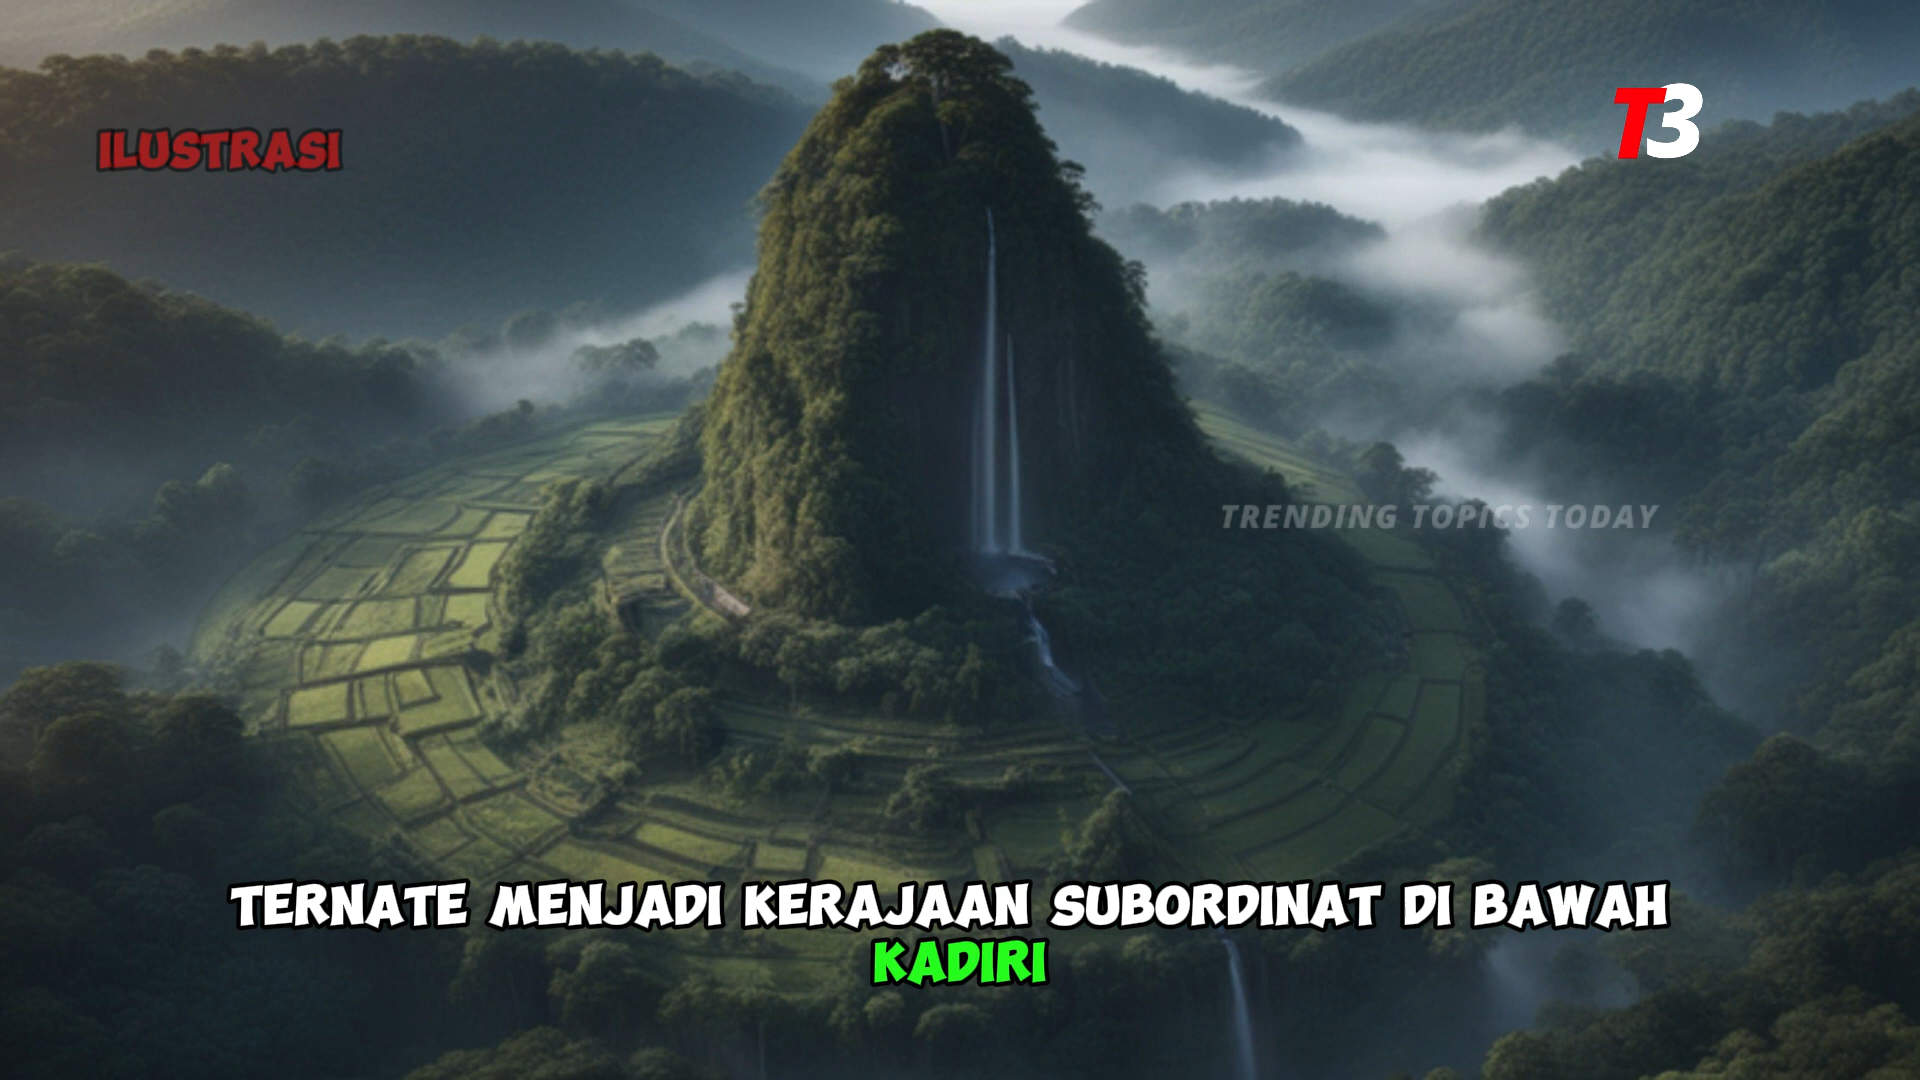 ILUSTRASI
T3
TRENDING TOPICS TODAY
TERNATE MENJADI KERAJAAN SUBORDINAT DI BAWAH
KADIRI